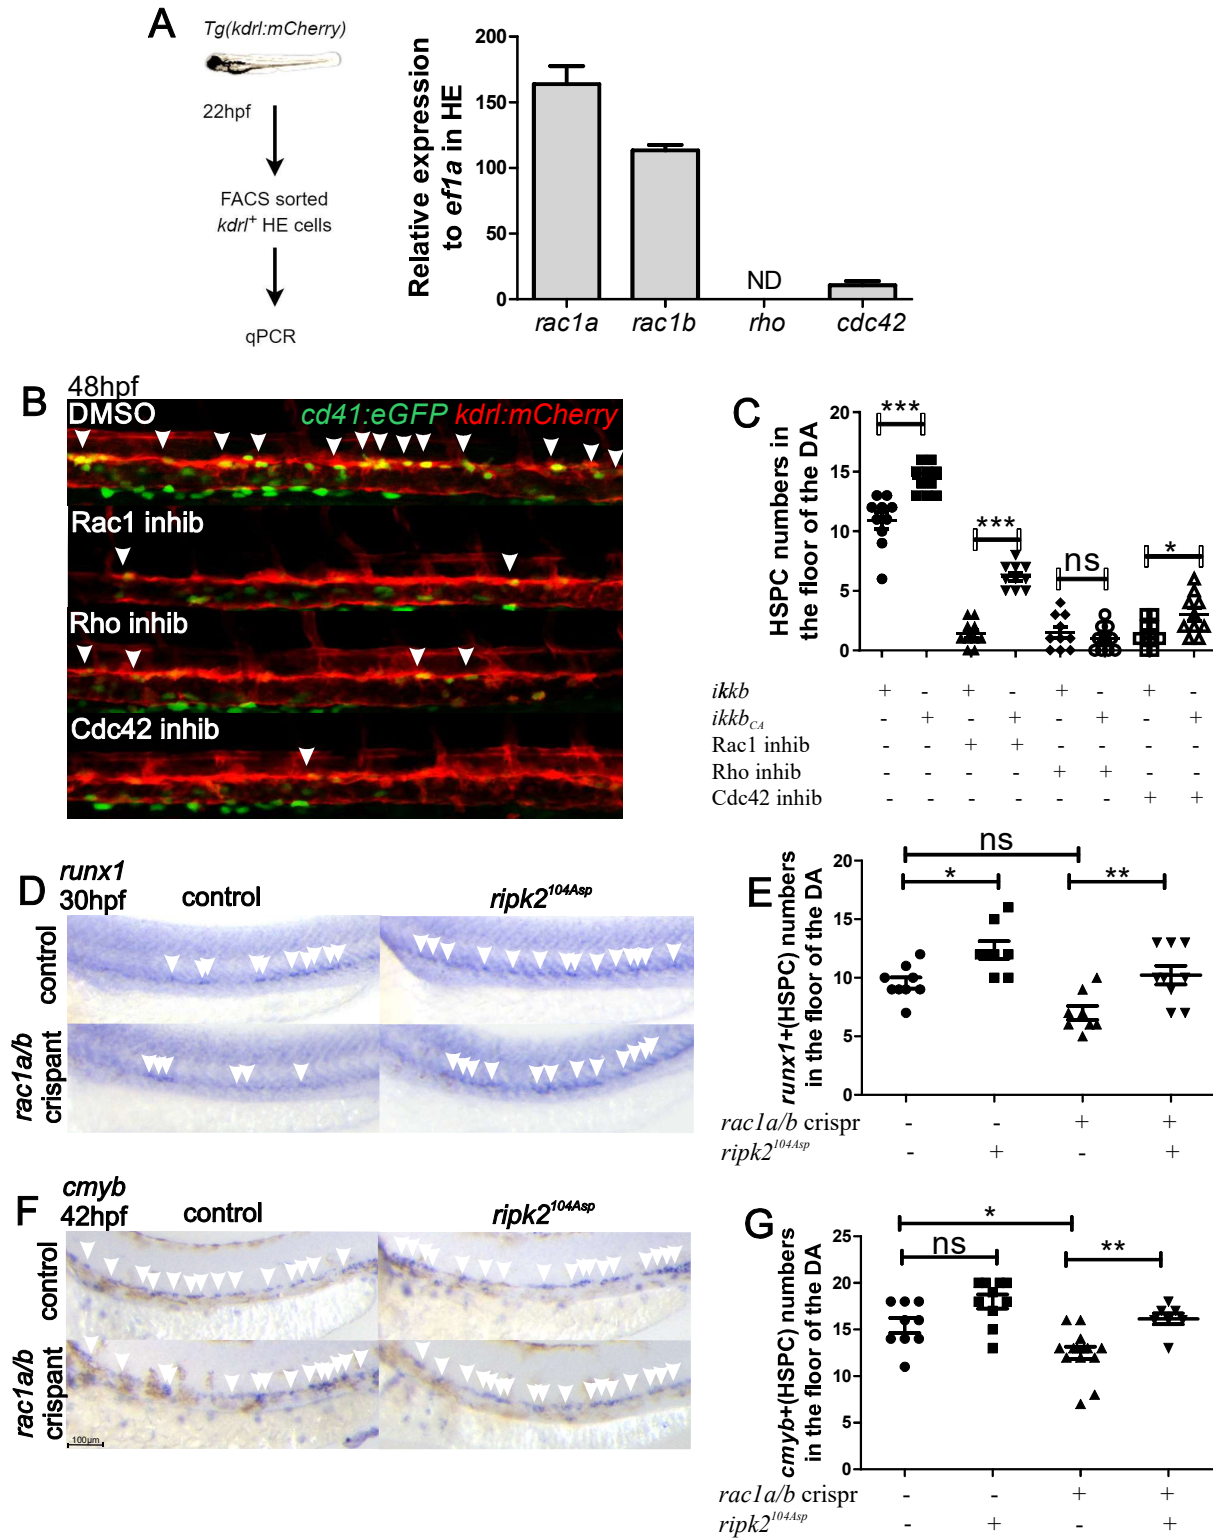 A
Tg(kdrl:mCherry)
22hpf
FACS sorted
kdrl+ HE cells
qPCR
Relative expression
to ef1a in HE
200
150
100
50
0
ND
rac1a rac1b rho cdc42
B
48hpf
DMSO
cd41:eGFP kdrl:mCherry
Rac1 inhib
Rho inhib
Cdc42 inhib
C
HSPC numbers in
the floor of the DA
20
15
10
5
0
*** *** ns *
ikkb + - + - + - + -
ikkbCA - + - + - + - +
Rac1 inhib - - + + - - - -
Rho inhib - - - - + + - -
Cdc42 inhib - - - - - - + +
D
runx1
30hpf
control
ripk2104Asp
control
rac1a/b
crispant
E
runx1+(HSPC) numbers
in the floor of the DA
20
15
10
5
0
ns
* **
rac1a/b crispr - - + +
ripk2104Asp - + - +
F
cmyb
42hpf
control
ripk2104Asp
control
rac1a/b
crispant
100µm
G
cmyb+(HSPC) numbers
in the floor of the DA
25
20
15
10
5
0
*
ns **
rac1a/b crispr - - + +
ripk2104Asp - + - +